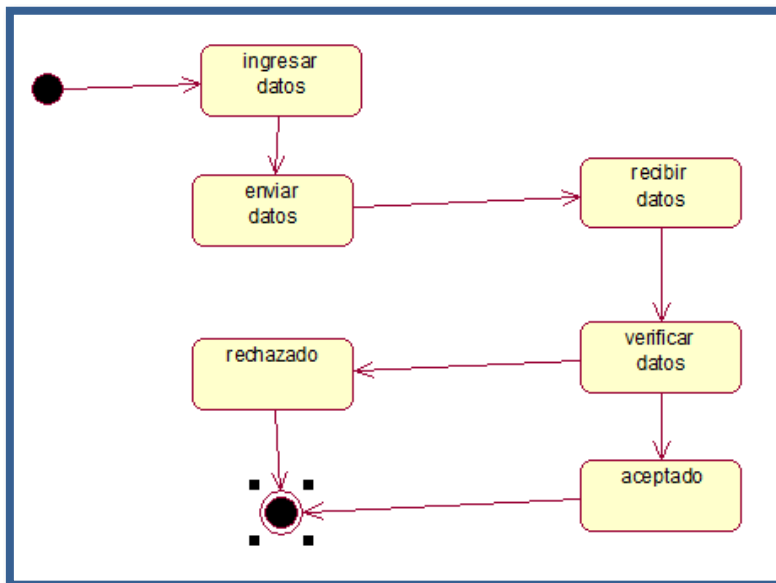 ingresar
datos
enviar
datos
recibir
datos
verificar
datos
rechazado
aceptado